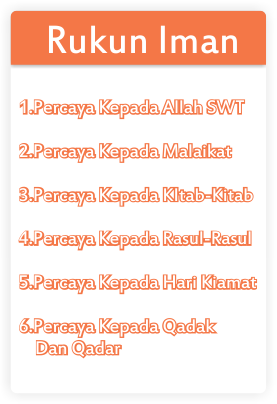 Rukun Iman
1.Percaya Kepada Allah SWT
2.Percaya Kepada Malaikat
3.Percaya Kepada KItab-Kitab
4.Percaya Kepada Rasul-Rasul
5.Percaya Kepada Hari Kiamat
6.Percaya Kepada Qadak
Dan Qadar